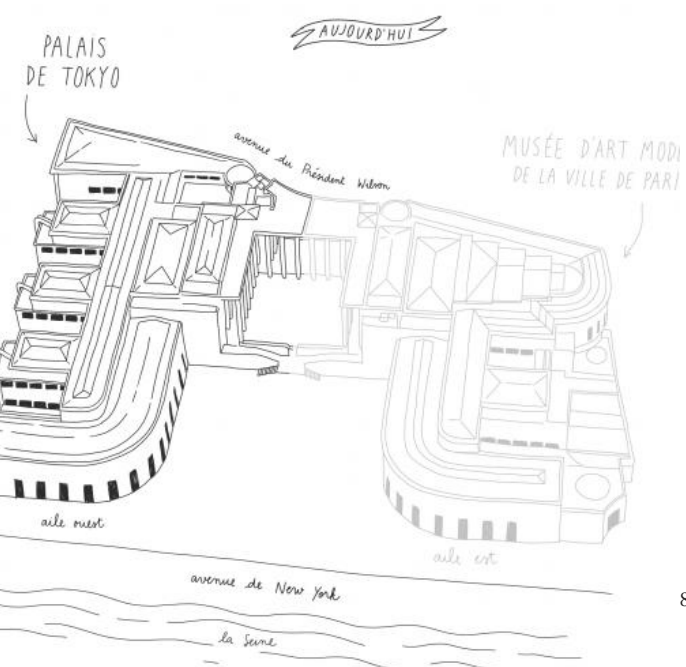 AUJOURD'HUI
PALAIS
DE TOKYO
avenue du Président Wilson
MUSÉE D'ART MOD
DE LA VILLE DE PARI
aile ouest
aile est
avenue de New York
la Seine
8